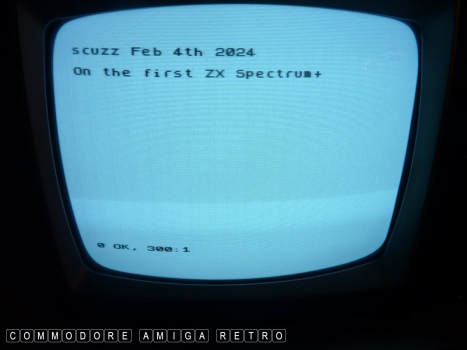 scuzz Feb 4th 2024
On the first ZX Spectrum+
0 OK, 300:1
COMMODORE AMIGA RETRO